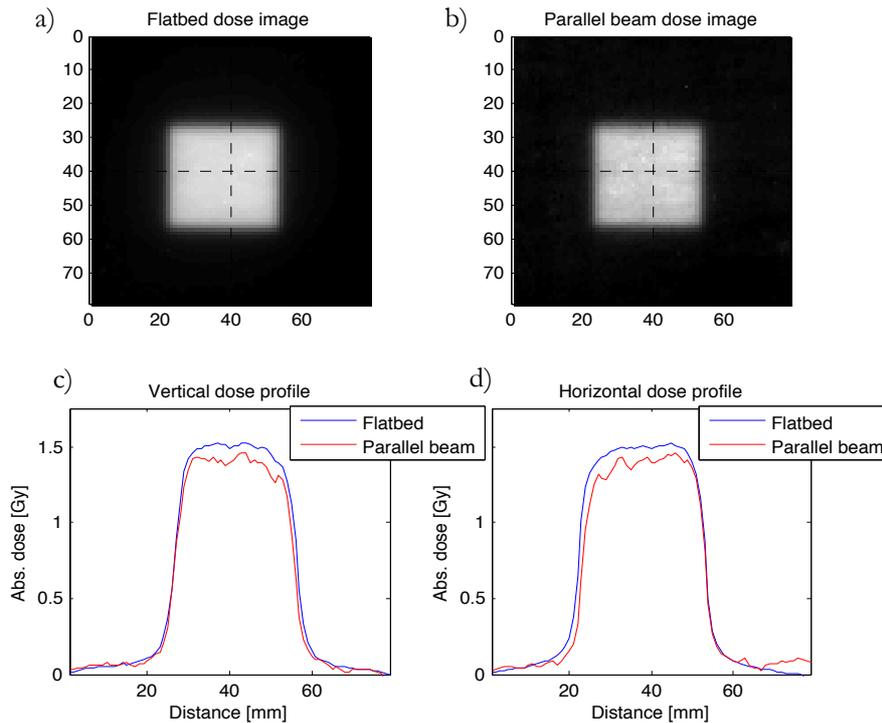 a)
Flatbed dose image
0
10
20
30
40
50
60
70
0 20 40 60
b)
Parallel beam dose image
0
10
20
30
40
50
60
70
0 20 40 60
c)
Vertical dose profile
Flatbed
Parallel beam
1.5
1
0.5
0
Abs. dose [Gy]
20 40 60
Distance [mm]
d)
Horizontal dose profile
Flatbed
Parallel beam
1.5
1
0.5
0
Abs. dose [Gy]
20 40 60
Distance [mm]